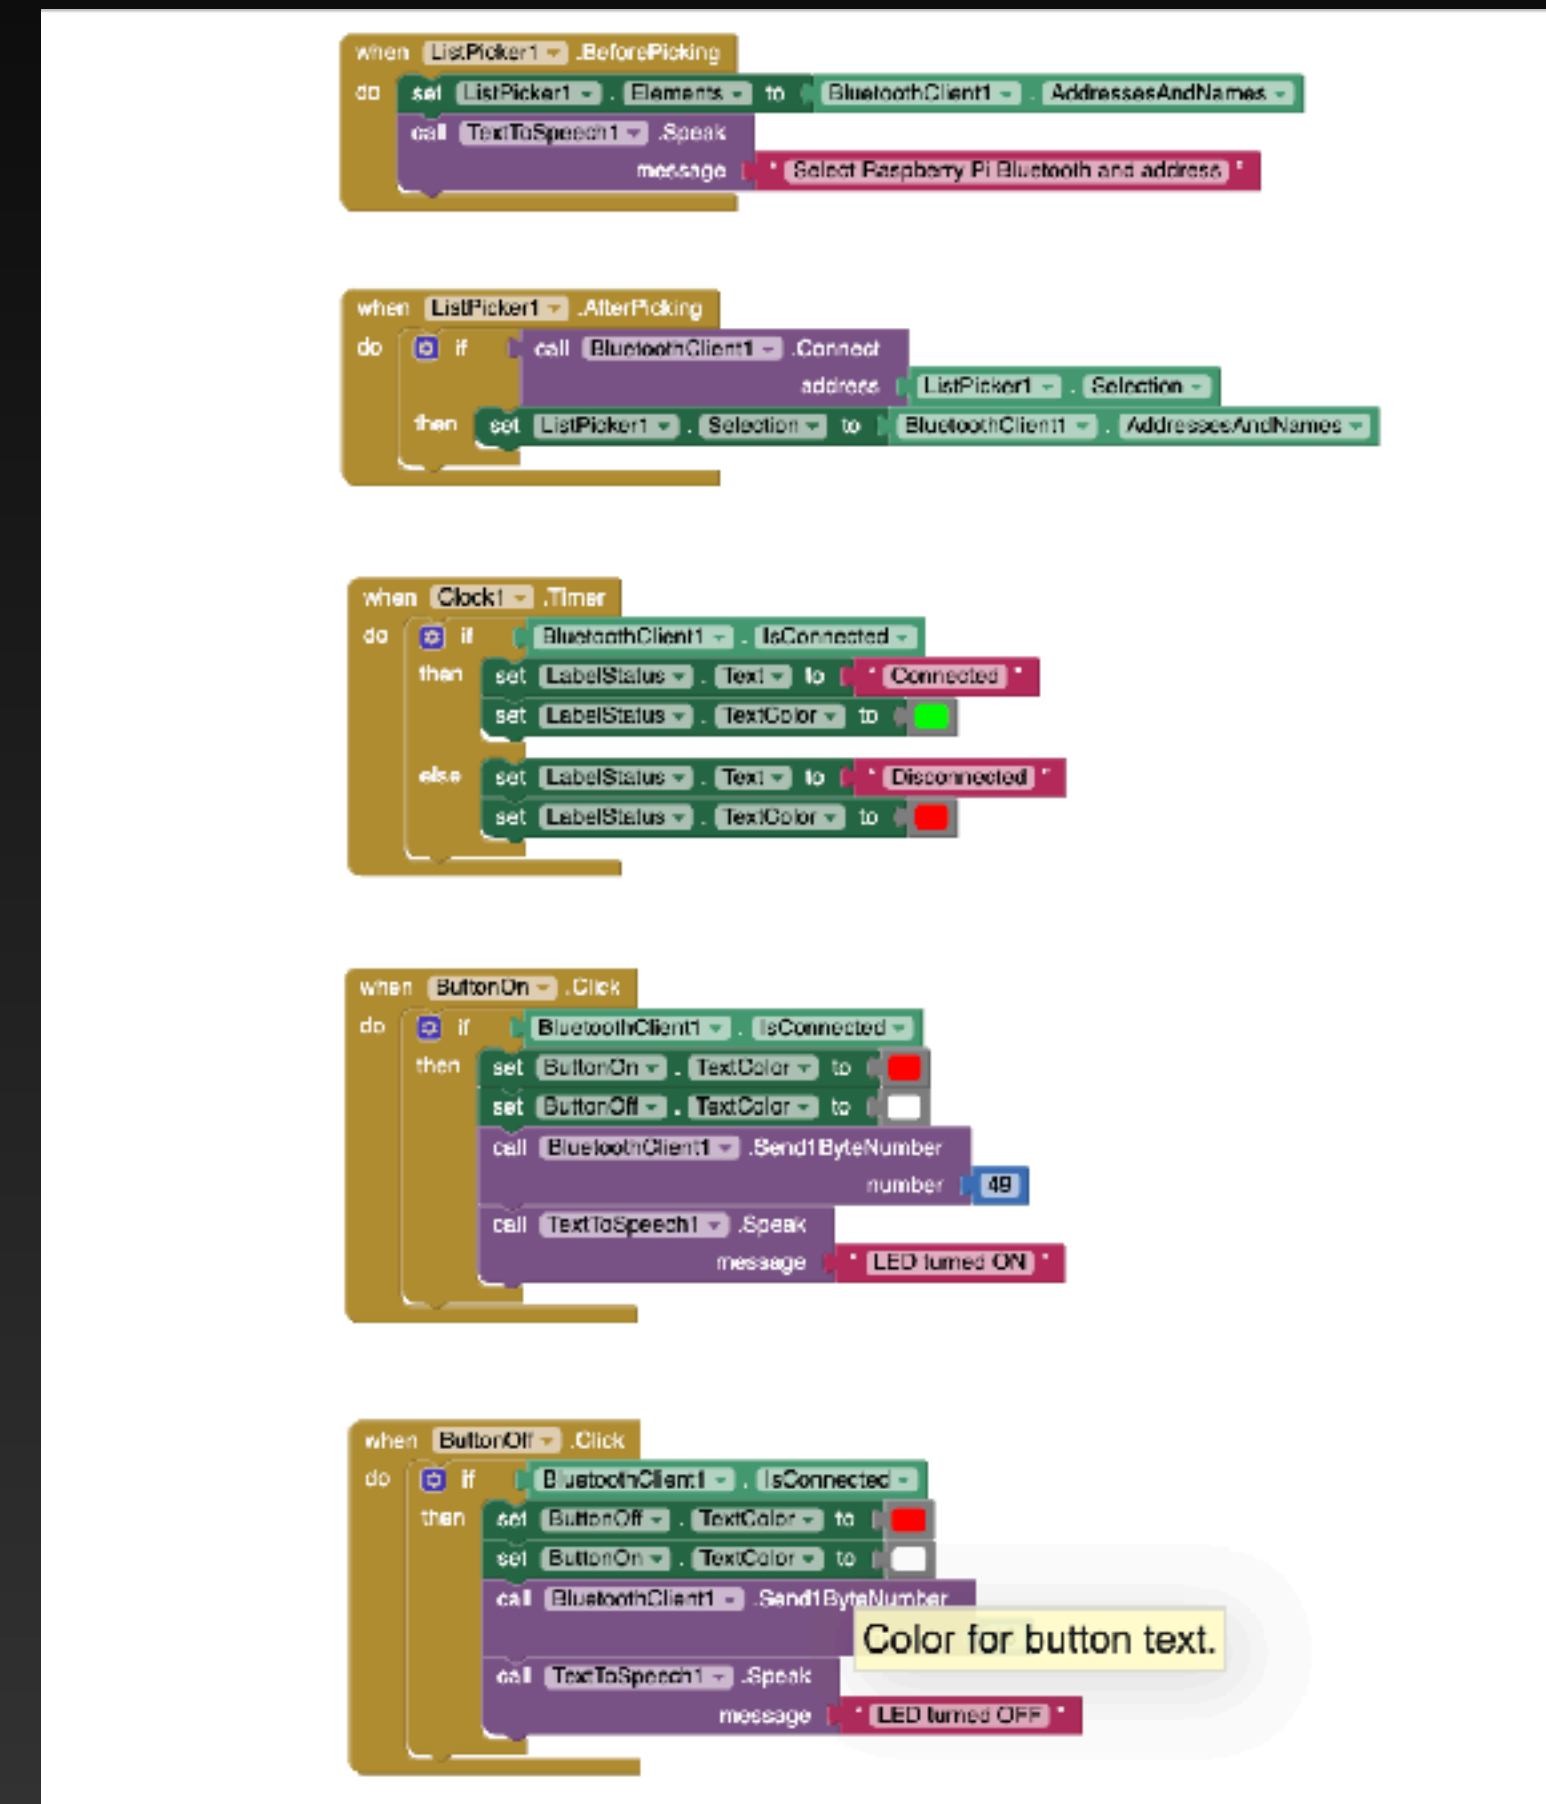 when ListPicker1 .BeforePicking
do set ListPicker1 . Elements to BluetoothClient1 . AddressesAndNames
call TextToSpeech1 .Speak
message " Select Raspberry Pi Bluetooth and address "
when ListPicker1 .AfterPicking
do if call BluetoothClient1 .Connect
address ListPicker1 . Selection
then set ListPicker1 . Selection to BluetoothClient1 . AddressesAndNames
when Clock1 .Timer
do if BluetoothClient1 . IsConnected
then set LabelStatus . Text to " Connected "
set LabelStatus . TextColor to
else set LabelStatus . Text to " Disconnected "
set LabelStatus . TextColor to
when ButtonOn .Click
do if BluetoothClient1 . IsConnected
then set ButtonOn . TextColor to
set ButtonOff . TextColor to
call BluetoothClient1 .Send1ByteNumber
number 49
call TextToSpeech1 .Speak
message " LED turned ON "
when ButtonOff .Click
do if BluetoothClient1 . IsConnected
then set ButtonOff . TextColor to
set ButtonOn . TextColor to
call BluetoothClient1 .Send1ByteNumber
Color for button text.
call TextToSpeech1 .Speak
message " LED turned OFF "